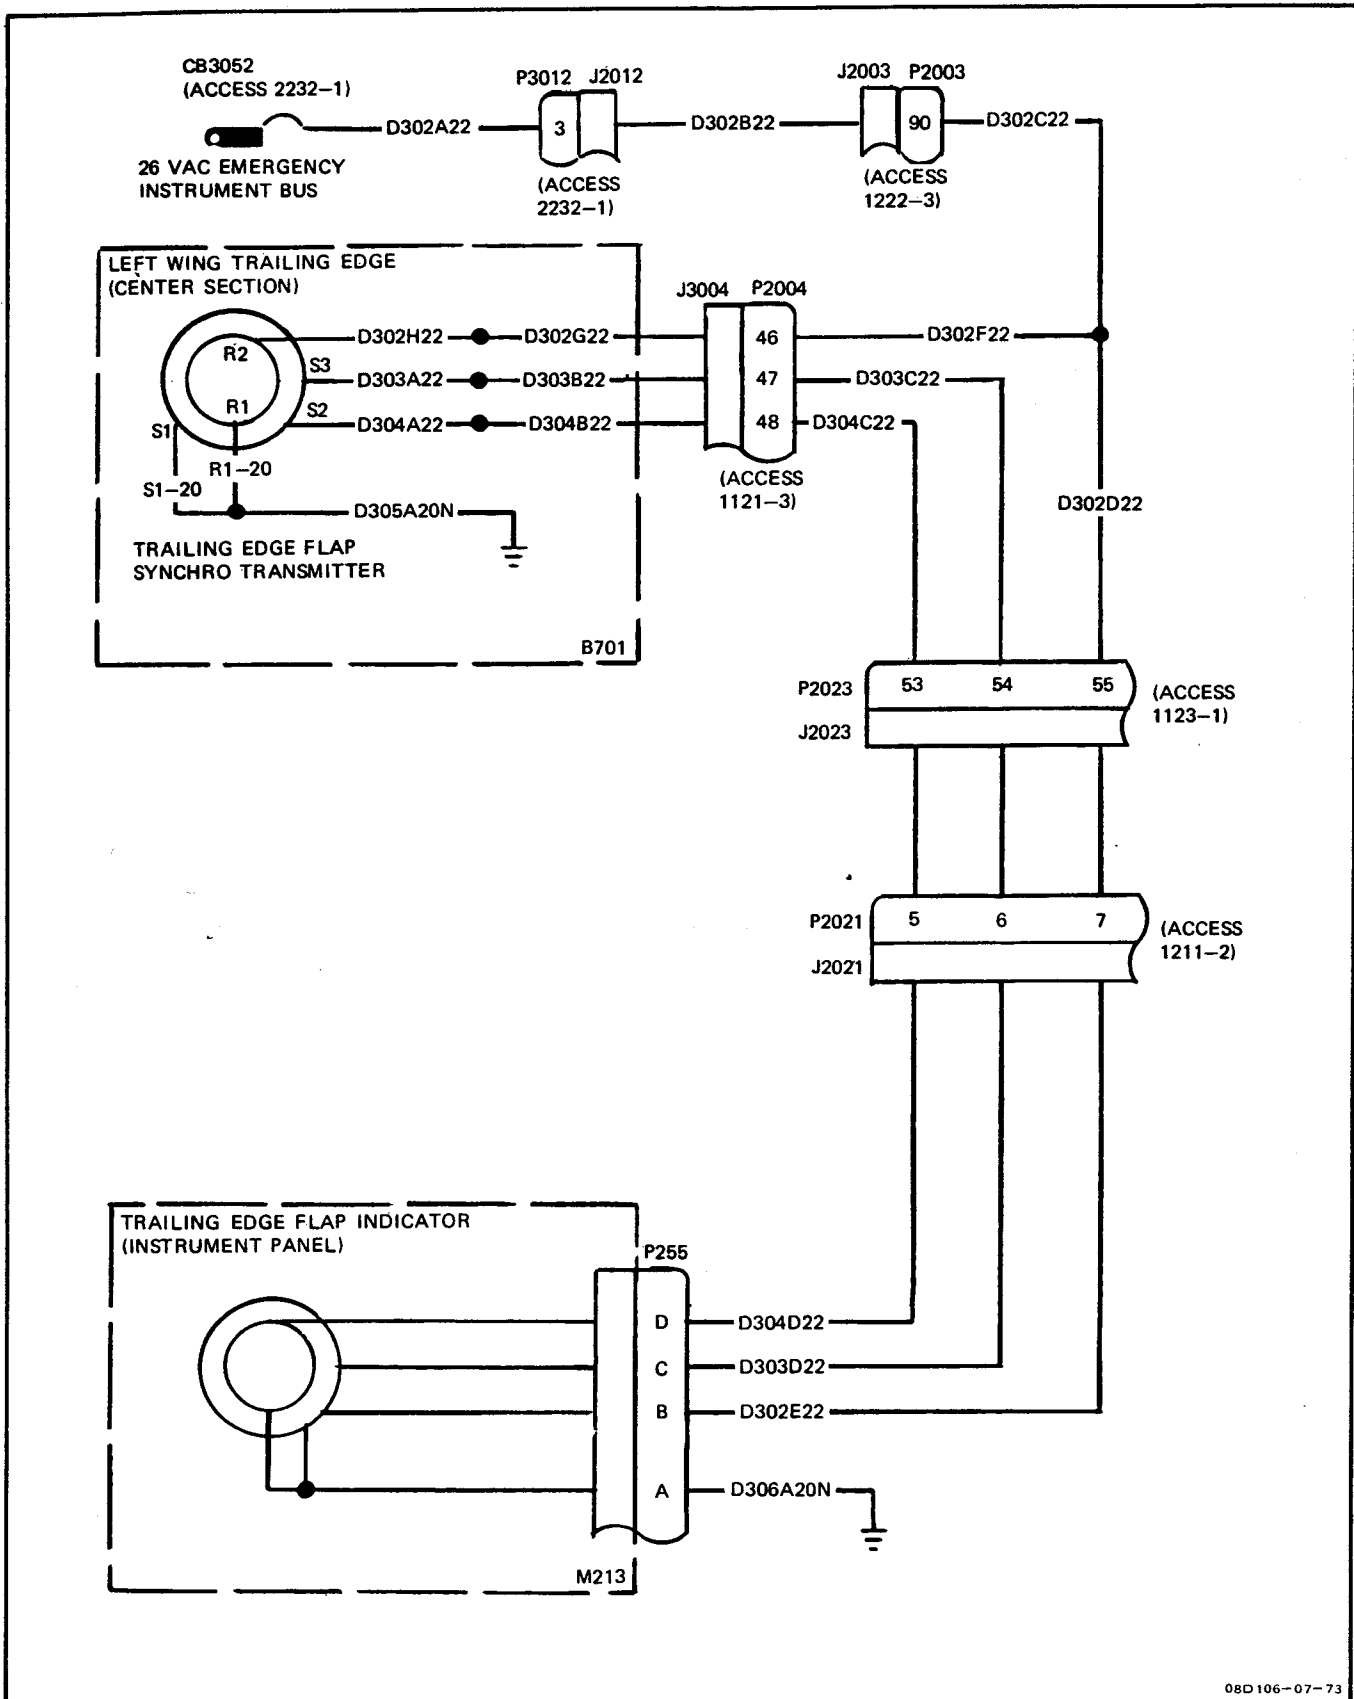 CB3052
(ACCESS 2232-1)
P3012 J2012
J2003 P2003
D302A22
3
D302B22
90
D302C22
26 VAC EMERGENCY
INSTRUMENT BUS
(ACCESS
2232-1)
(ACCESS
1222-3)
LEFT WING TRAILING EDGE
(CENTER SECTION)
J3004 P2004
R2
D302H22
D302G22
46
D302F22
S3
D303A22
D303B22
47
D303C22
R1
S2
S1
D304A22
D304B22
48
D304C22
R1-20
S1-20
(ACCESS
1121-3)
D302D22
D305A20N
TRAILING EDGE FLAP
SYNCHRO TRANSMITTER
B701
P2023
53
54
55
(ACCESS
1123-1)
J2023
P2021
5
6
7
(ACCESS
1211-2)
J2021
TRAILING EDGE FLAP INDICATOR
(INSTRUMENT PANEL)
P255
D
D304D22
C
D303D22
B
D302E22
A
D306A20N
M213
08D106-07-73